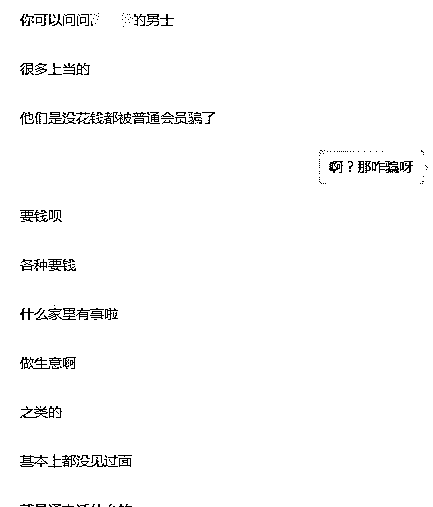 你可以问问 的男士
很多上当的
他们是没花钱都被普通会员骗了
啊？那咋骗呀
要钱呗
各种要钱
什么家里有事啦
做生意啊
之类的
基本上都没见过面